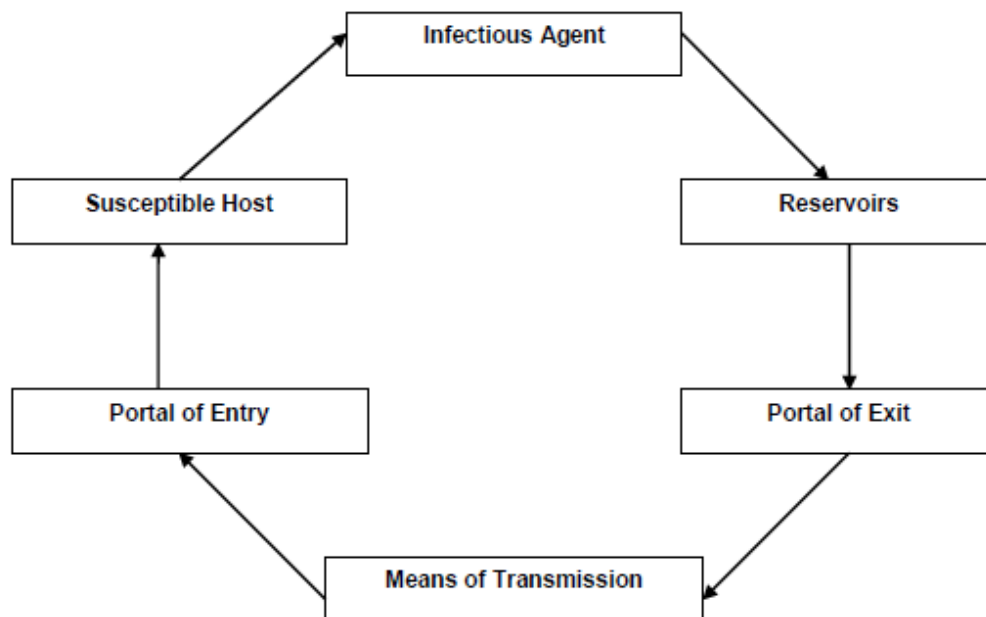 Infectious Agent
Susceptible Host
Reservoirs
Portal of Entry
Portal of Exit
Means of Transmission